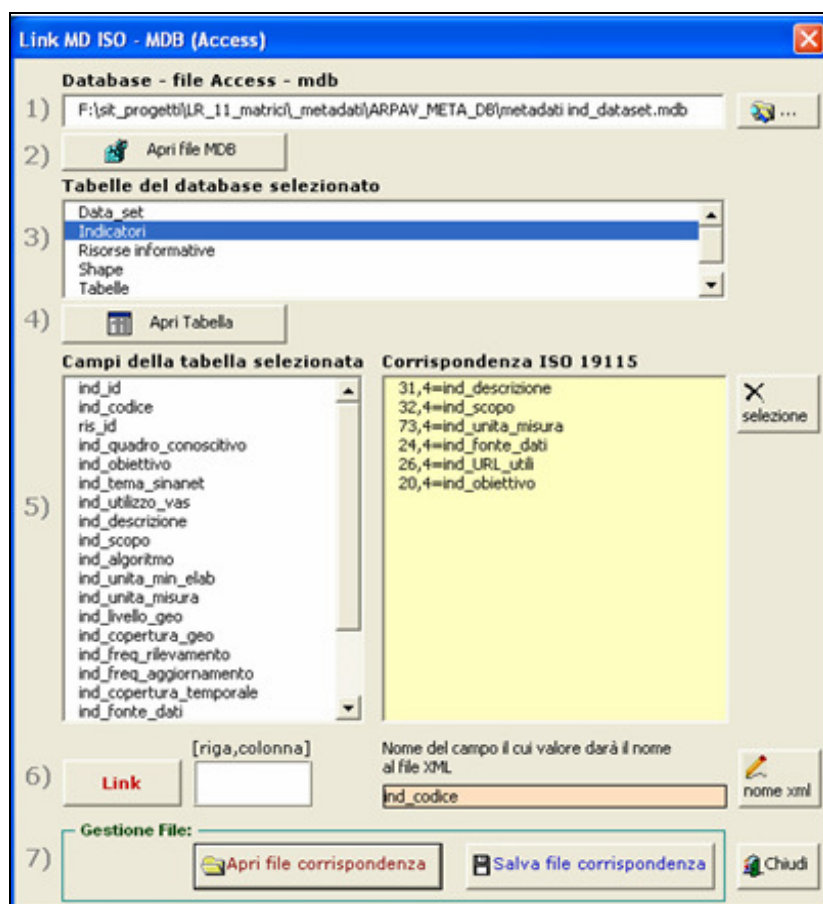 Link MD ISO - MDB (Access)
Database - file Access - mdb
1) F:\sit_progetti\LR_11_matrici\_metadati\ARPAV_META_DB\metadati ind_dataset.mdb ...
2) Apri file MDB
Tabelle del database selezionato
3)
Data_set
Indicatori
Risorse informative
Shape
Tabelle
4) Apri Tabella
Campi della tabella selezionata
ind_id
ind_codice
ris_id
ind_quadro_conoscitivo
ind_obiettivo
ind_tema_sinanet
ind_utilizzo_vas
ind_descrizione
ind_scopo
ind_algoritmo
ind_unita_min_elab
ind_unita_misura
ind_livello_geo
ind_copertura_geo
ind_freq_rilevamento
ind_freq_aggiornamento
ind_copertura_temporale
ind_fonte_dati
5)
Corrispondenza ISO 19115
31,4=ind_descrizione
32,4=ind_scopo
73,4=ind_unita_misura
24,4=ind_fonte_dati
26,4=ind_URL_utili
20,4=ind_obiettivo
selezione
6) Link
[riga,colonna]
Nome del campo il cui valore darà il nome
al file XML
ind_codice
nome xml
Gestione File:
7) Apri file corrispondenza Salva file corrispondenza Chiudi